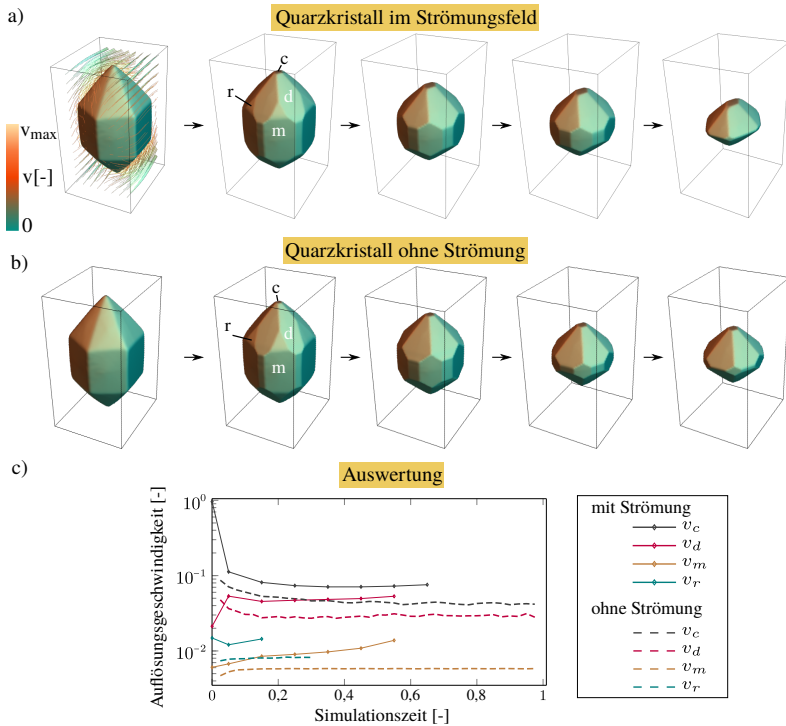 a)
Quarzkristall im Strömungsfeld
c
r
d
m
v_max
v[-]
0
Quarzkristall ohne Strömung
b)
c
r
d
m
c)
Auswertung
Auflösungsgeschwindigkeit [-]
10^0
10^-1
10^-2
0
0,2
0,4
0,6
0,8
1
Simulationszeit [-]
mit Strömung
v_c
v_d
v_m
v_r
ohne Strömung
v_c
v_d
v_m
v_r